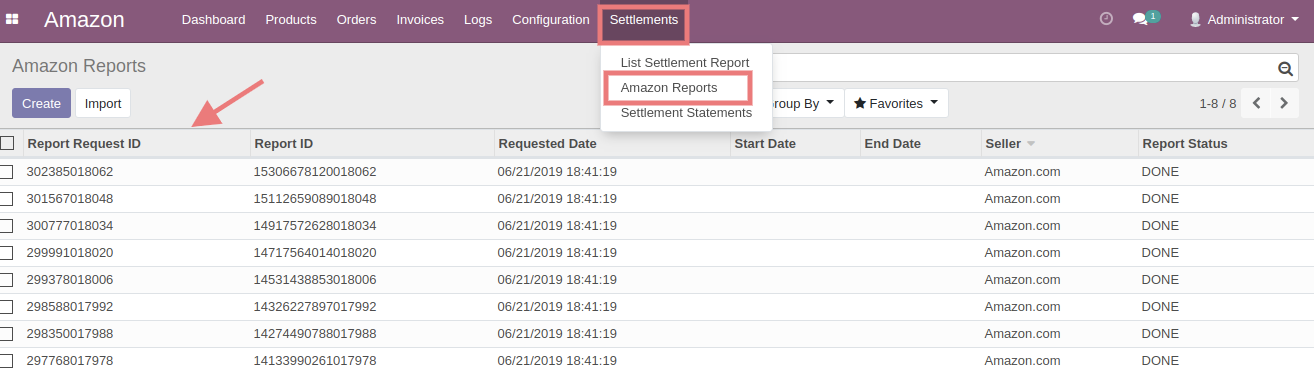 Amazon Dashboard Products Orders Invoices Logs Configuration Settlements 1 Administrator
Amazon Reports
List Settlement Report
Amazon Reports
Settlement Statements
Create Import roup By Favorites 1-8 / 8
Report Request ID Report ID Requested Date Start Date End Date Seller Report Status
302385018062 15306678120018062 06/21/2019 18:41:19 Amazon.com DONE
301567018048 15112659089018048 06/21/2019 18:41:19 Amazon.com DONE
300777018034 14917572628018034 06/21/2019 18:41:19 Amazon.com DONE
299991018020 14717564014018020 06/21/2019 18:41:19 Amazon.com DONE
299378018006 14531438853018006 06/21/2019 18:41:19 Amazon.com DONE
298588017992 14326227897017992 06/21/2019 18:41:19 Amazon.com DONE
298350017988 14274490788017988 06/21/2019 18:41:19 Amazon.com DONE
297768017978 14133990261017978 06/21/2019 18:41:19 Amazon.com DONE